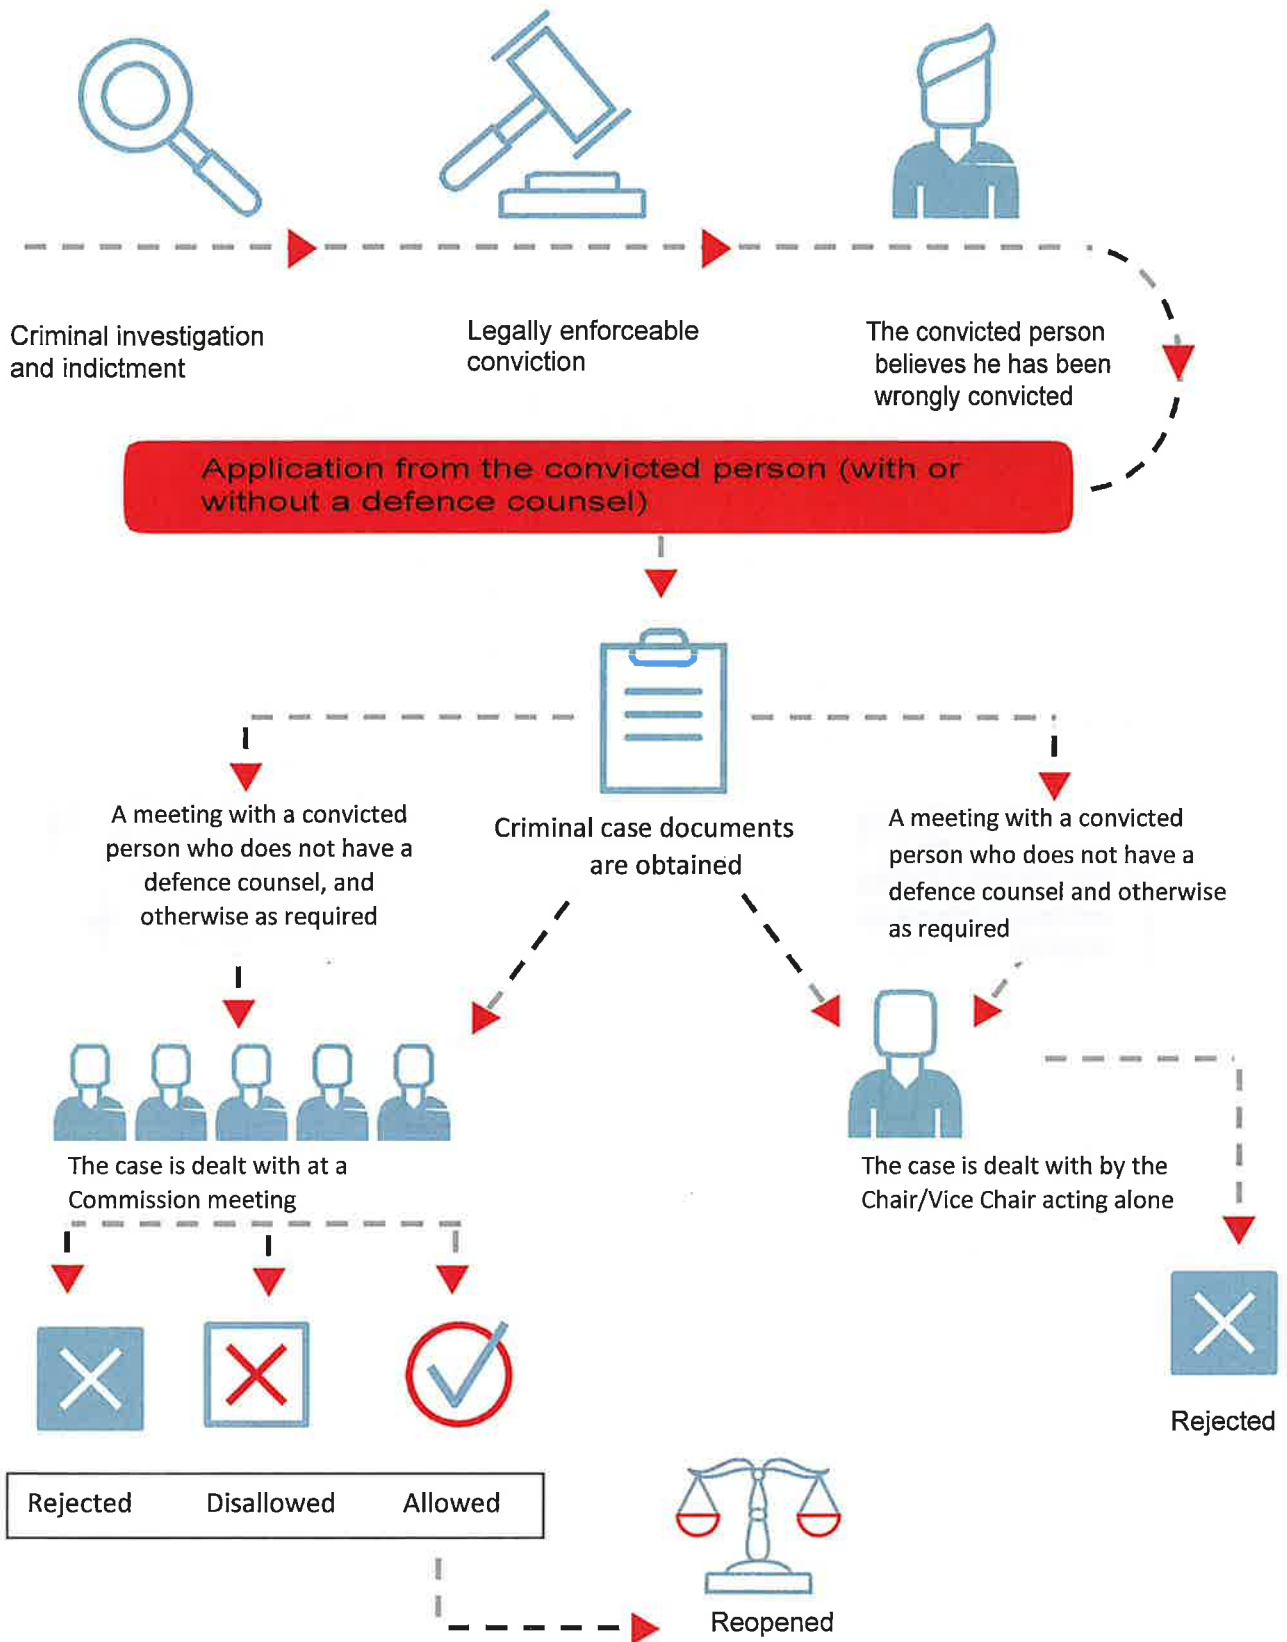 Criminal investigation
and indictment
Legally enforceable
conviction
The convicted person
believes he has been
wrongly convicted
Application from the convicted person (with or
without a defence counsel)
A meeting with a convicted
person who does not have a
defence counsel, and
otherwise as required
Criminal case documents
are obtained
A meeting with a convicted
person who does not have a
defence counsel and otherwise
as required
The case is dealt with at a
Commission meeting
The case is dealt with by the
Chair/Vice Chair acting alone
Rejected
Rejected Disallowed Allowed
Reopened